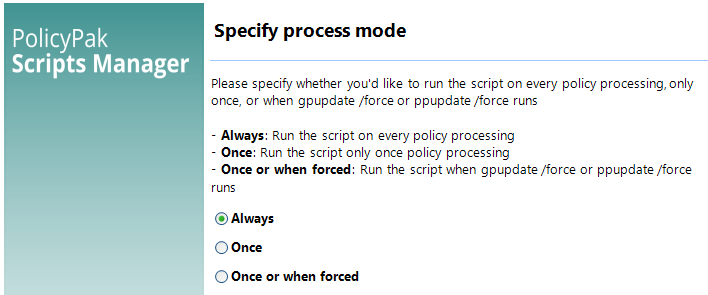 PolicyPak
Scripts Manager
Specify process mode
Please specify whether you'd like to run the script on every policy processing, only
once, or when gpupdate /force or ppupdate /force runs
- Always: Run the script on every policy processing
- Once: Run the script only once policy processing
- Once or when forced: Run the script when gpupdate /force or ppupdate /force
runs
Always
Once
Once or when forced